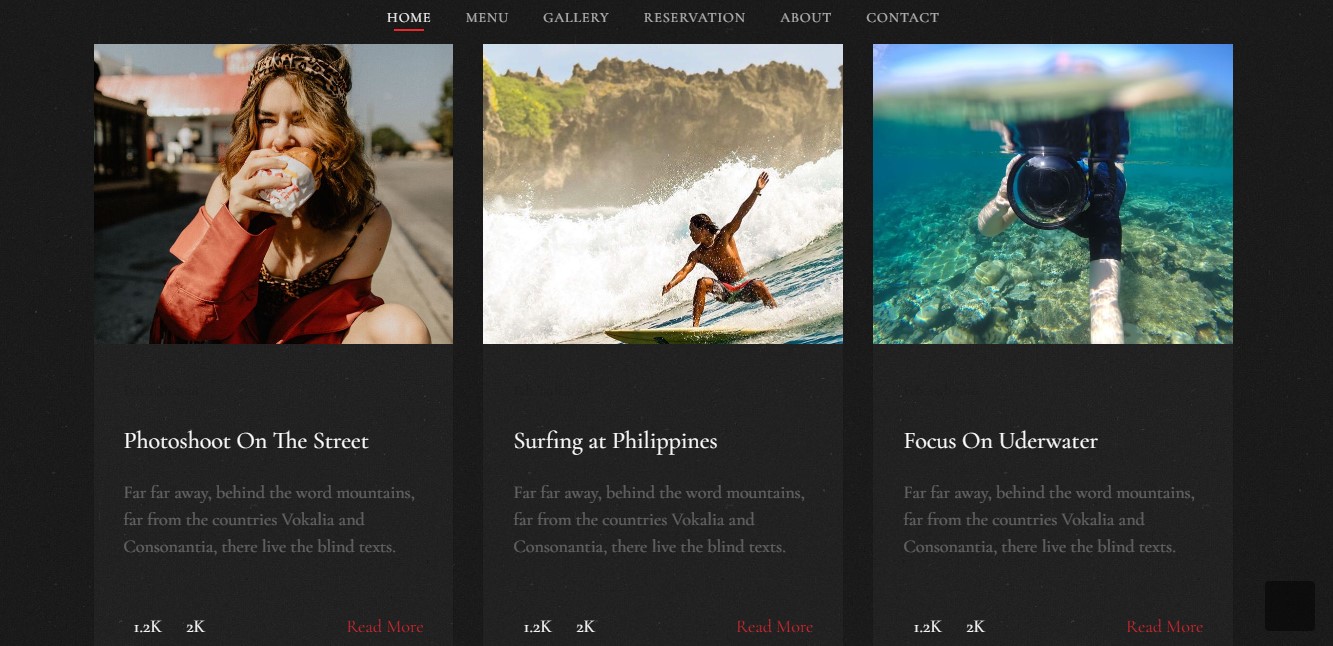 HOME MENU GALLERY RESERVATION ABOUT CONTACT
Photoshoot On The Street
Far far away, behind the word mountains,
far from the countries Vokalia and
Consonantia, there live the blind texts.
1.2K 2K Read More
Surfing at Philippines
Far far away, behind the word mountains,
far from the countries Vokalia and
Consonantia, there live the blind texts.
1.2K 2K Read More
Focus On Uderwater
Far far away, behind the word mountains,
far from the countries Vokalia and
Consonantia, there live the blind texts.
1.2K 2K Read More